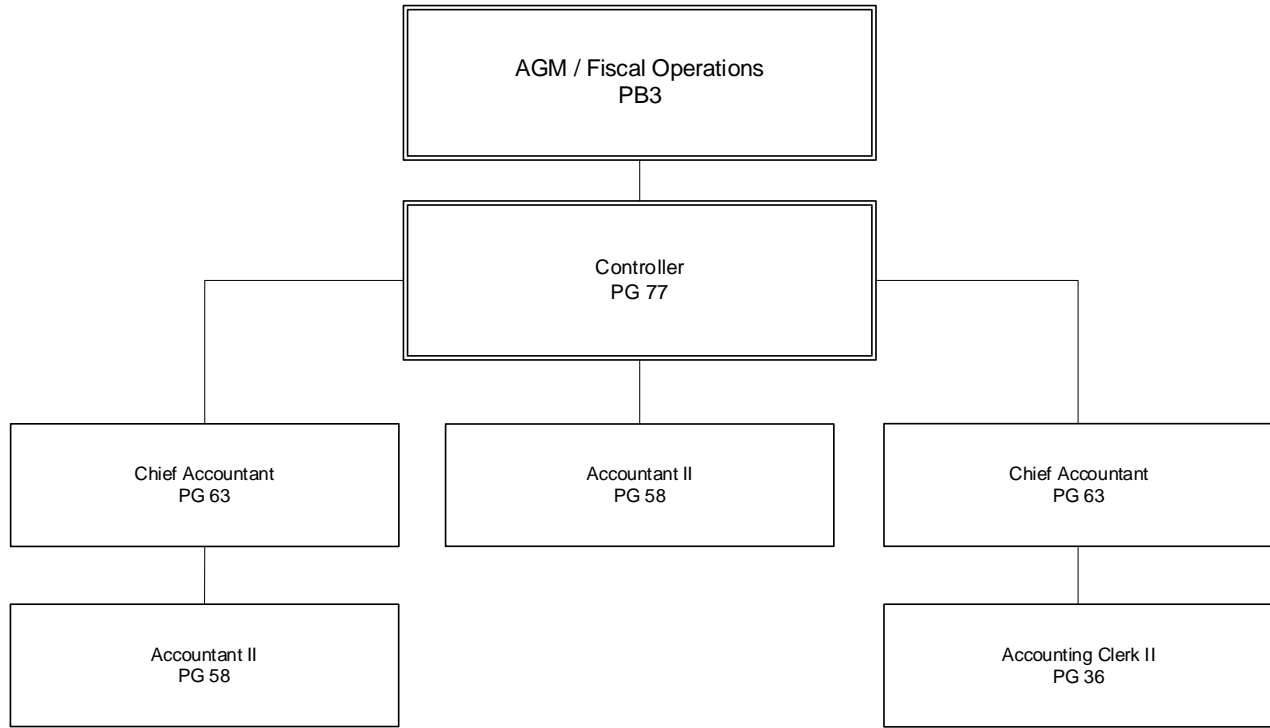 AGM / Fiscal Operations
PB3
Controller
PG 77
Chief Accountant
PG 63
Accountant II
PG 58
Chief Accountant
PG 63
Accountant II
PG 58
Accounting Clerk II
PG 36